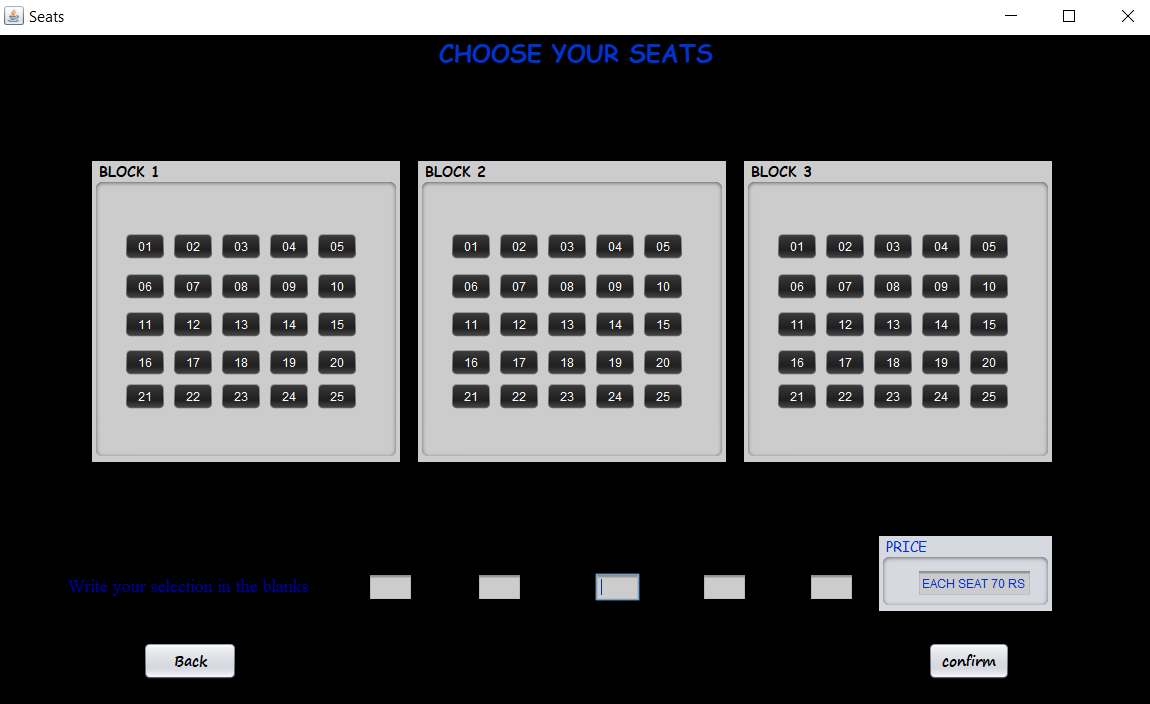 Seats
CHOOSE YOUR SEATS
BLOCK 1
01 02 03 04 05
06 07 08 09 10
11 12 13 14 15
16 17 18 19 20
21 22 23 24 25
BLOCK 2
01 02 03 04 05
06 07 08 09 10
11 12 13 14 15
16 17 18 19 20
21 22 23 24 25
BLOCK 3
01 02 03 04 05
06 07 08 09 10
11 12 13 14 15
16 17 18 19 20
21 22 23 24 25
Write your selection in the blanks
PRICE
EACH SEAT 70 RS
Back
confirm